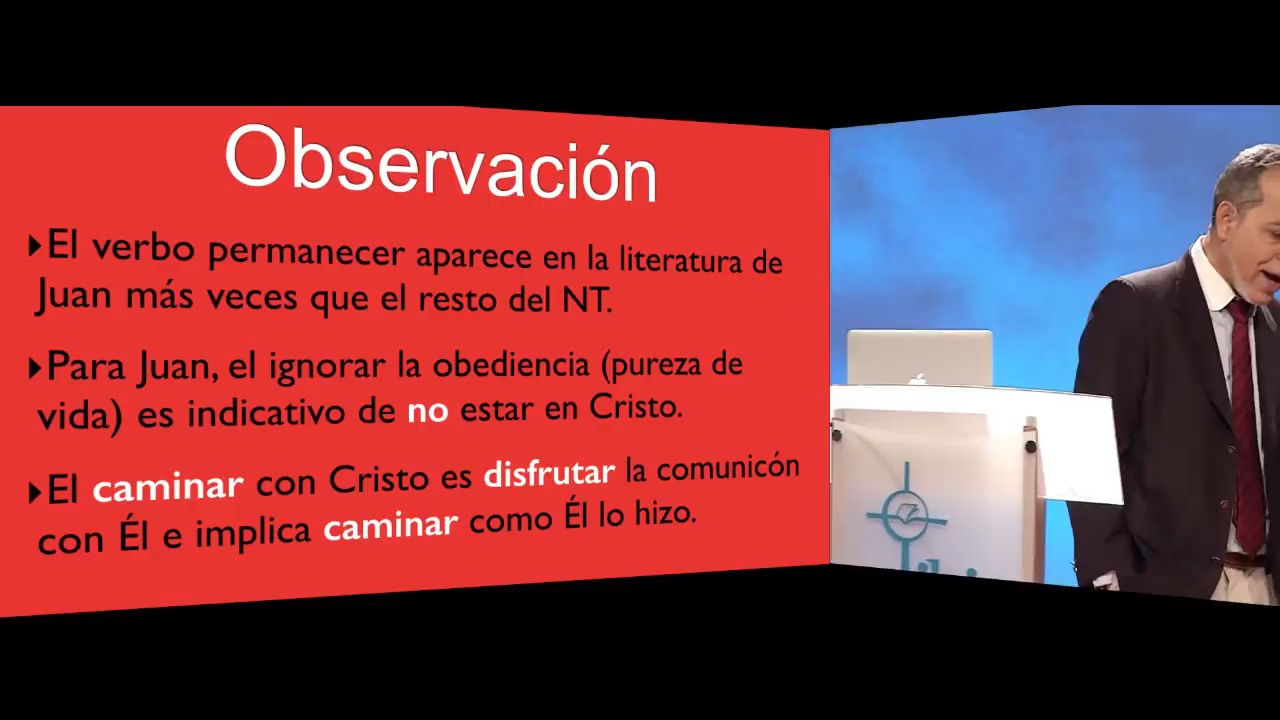 Observación
El verbo permanecer aparece en la literatura de
Juan más veces que el resto del NT.
Para Juan, el ignorar la obediencia (pureza de
vida) es indicativo de no estar en Cristo.
El caminar con Cristo es disfrutar la comunicón
con Él e implica caminar como Él lo hizo.